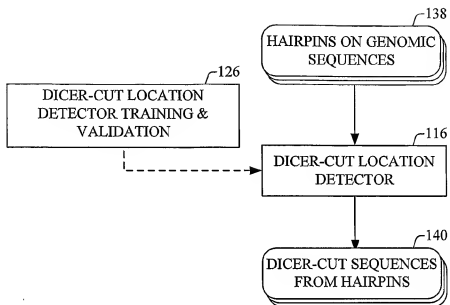 138
HAIRPINS ON GENOMIC
SEQUENCES
126
DICER-CUT LOCATION
DETECTOR TRAINING &
VALIDATION
116
DICER-CUT LOCATION
DETECTOR
140
DICER-CUT SEQUENCES
FROM HAIRPINS